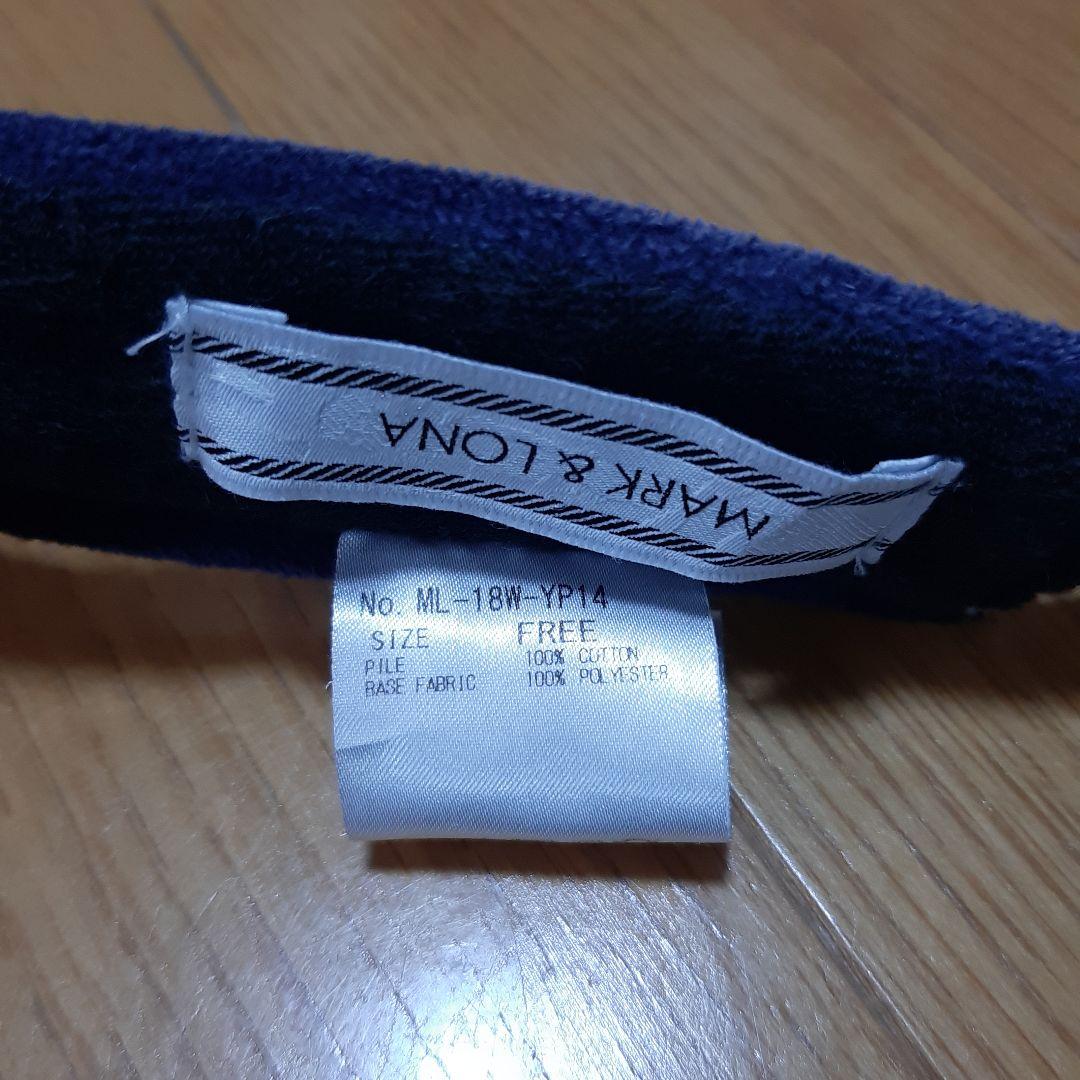 MARK & LONA
No. ML-18W-YP14
SIZE FREE
PILE 100% COTTON
BASE FABRIC 100% POLYESTER